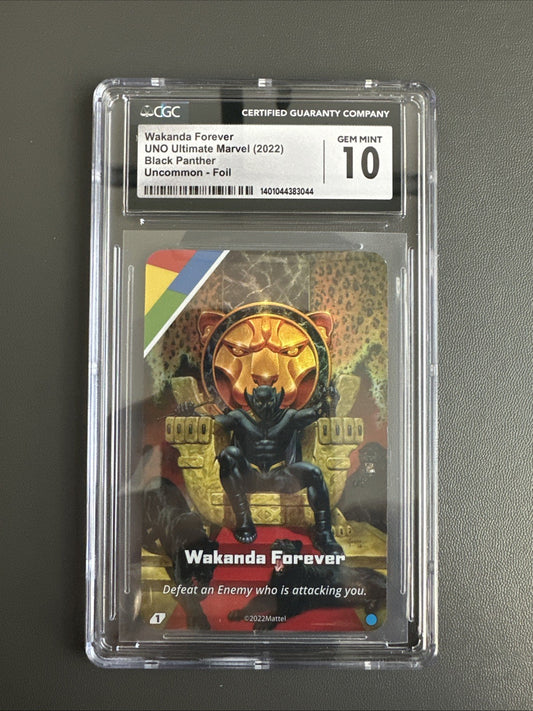 CGC
CERTIFIED GUARANTY COMPANY
Wakanda Forever
UNO Ultimate Marvel (2022)
Black Panther
Uncommon - Foil
GEM MINT
10
1401044383044
Wakanda Forever
Defeat an Enemy who is attacking you.
1
©2022Mattel